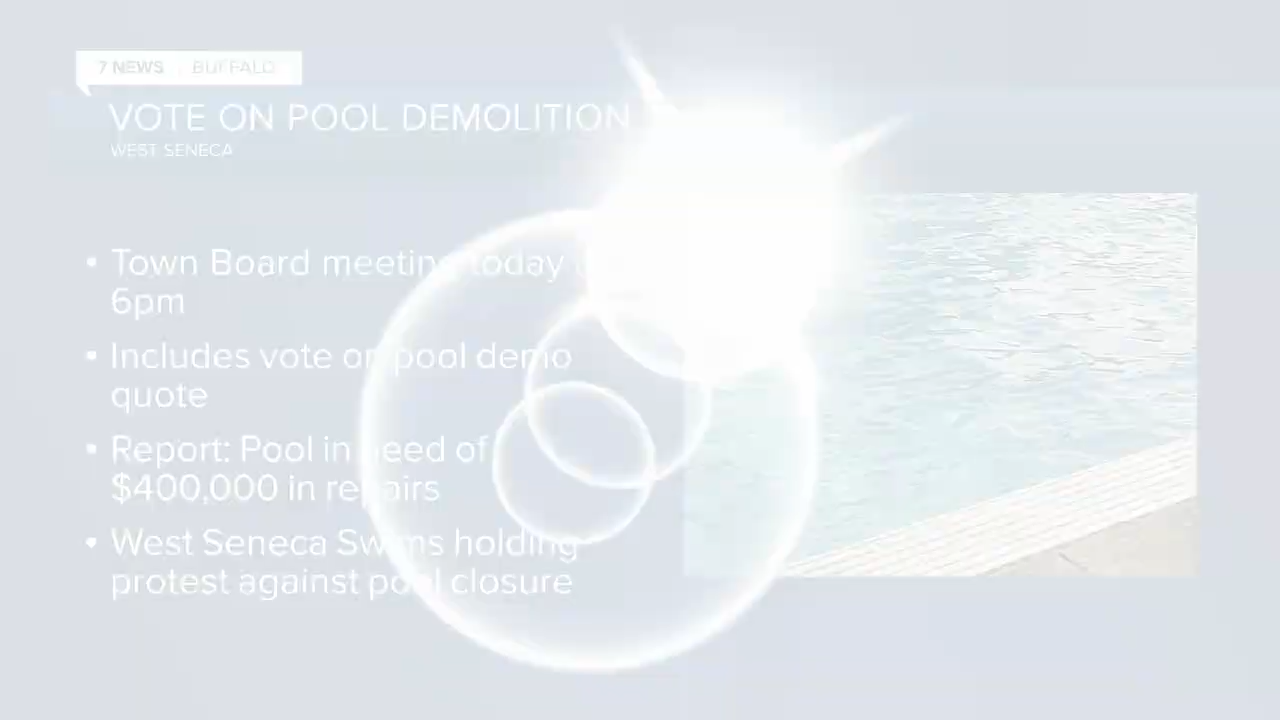 7 NEWS BUFFALO
VOTE ON POOL DEMOLITION
WEST SENECA
• Town Board meeting today
6pm
• Includes vote on pool demo
quote
• Report: Pool in need of
$400,000 in repairs
• West Seneca Swims holding
protest against pool closure